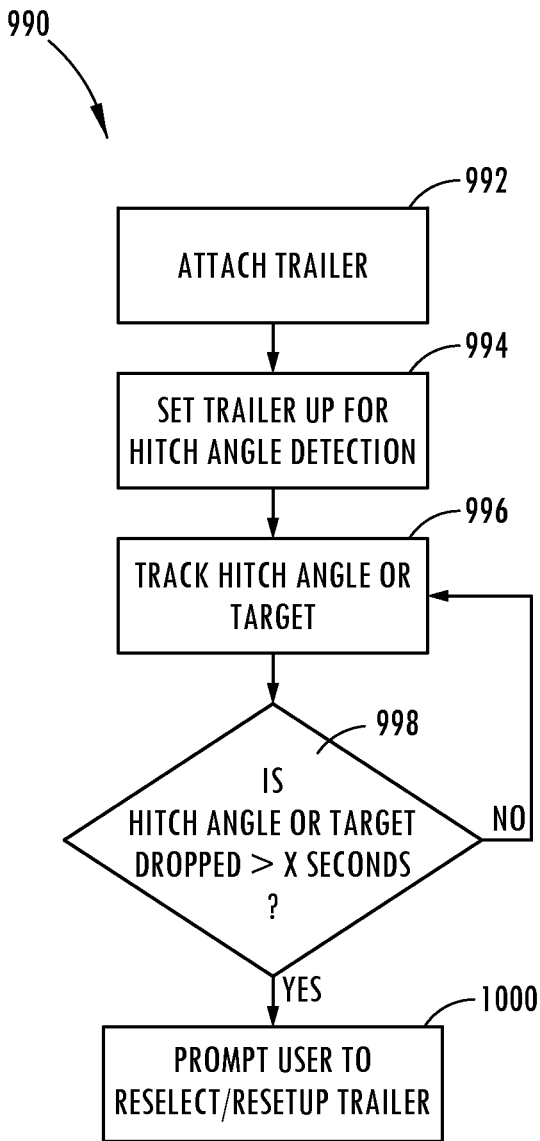 990
992
ATTACH TRAILER
994
SET TRAILER UP FOR
HITCH ANGLE DETECTION
996
TRACK HITCH ANGLE OR
TARGET
998
IS
HITCH ANGLE OR TARGET
DROPPED > X SECONDS
?
NO
YES
1000
PROMPT USER TO
RESELECT/RESETUP TRAILER